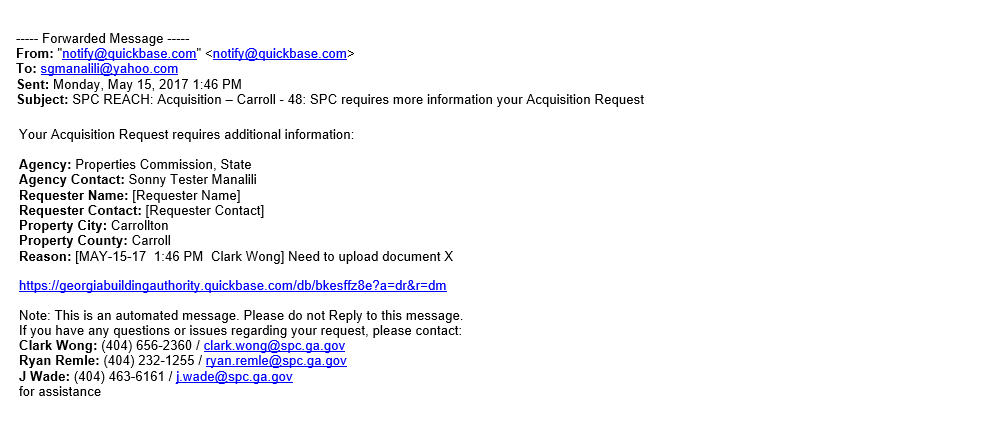 ----- Forwarded Message -----
From: "notify@quickbase.com" <notify@quickbase.com>
To: sgmanalili@yahoo.com
Sent: Monday, May 15, 2017 1:46 PM
Subject: SPC REACH: Acquisition – Carroll - 48: SPC requires more information your Acquisition Request
Your Acquisition Request requires additional information:
Agency: Properties Commission, State
Agency Contact: Sonny Tester Manalili
Requester Name: [Requester Name]
Requester Contact: [Requester Contact]
Property City: Carrollton
Property County: Carroll
Reason: [MAY-15-17  1:46 PM  Clark Wong] Need to upload document X
https://georgiabuildingauthority.quickbase.com/db/bkesffz8e?a=dr&r=dm
Note: This is an automated message. Please do not Reply to this message.
If you have any questions or issues regarding your request, please contact:
Clark Wong: (404) 656-2360 / clark.wong@spc.ga.gov
Ryan Remle: (404) 232-1255 / ryan.remle@spc.ga.gov
J Wade: (404) 463-6161 / j.wade@spc.ga.gov
for assistance